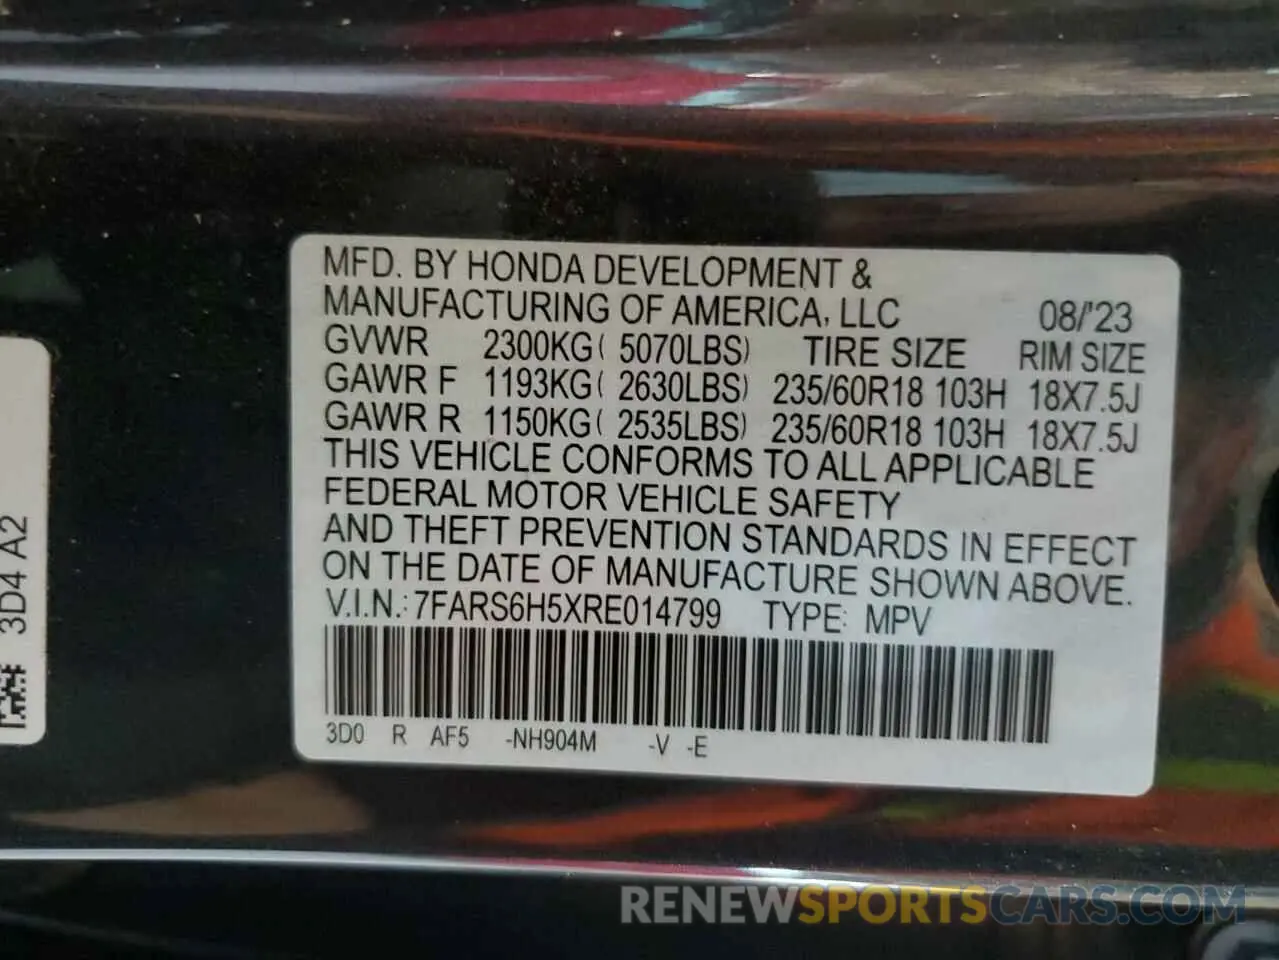 MFD. BY HONDA DEVELOPMENT &
MANUFACTURING OF AMERICA, LLC 08/'23
GVWR 2300KG( 5070LBS) TIRE SIZE RIM SIZE
GAWR F 1193KG( 2630LBS) 235/60R18 103H 18X7.5J
GAWR R 1150KG( 2535LBS) 235/60R18 103H 18X7.5J
THIS VEHICLE CONFORMS TO ALL APPLICABLE
FEDERAL MOTOR VEHICLE SAFETY
AND THEFT PREVENTION STANDARDS IN EFFECT
ON THE DATE OF MANUFACTURE SHOWN ABOVE.
V.I.N.: 7FARS6H5XRE014799 TYPE: MPV
3D0 R AF5 -NH904M -V -E
3D4 A2
RENEWSPORTSCARS.COM